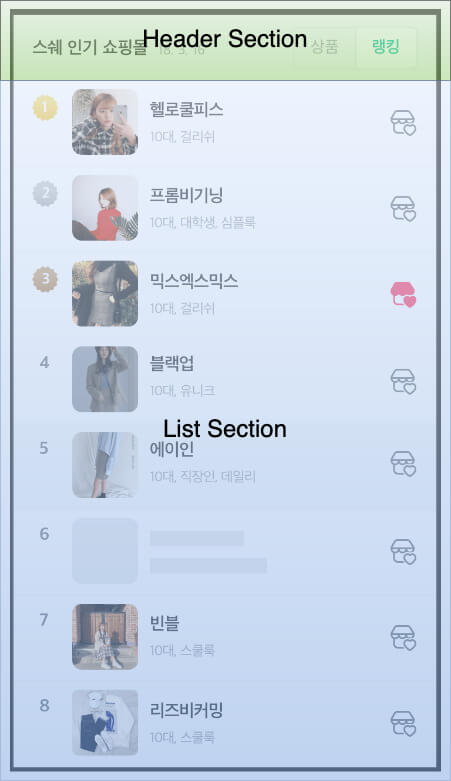 스쉐 인기 쇼핑몰 18. 3. 16 상품 랭킹
Header Section
1
헬로쿨피스
10대, 걸리쉬
2
프롬비기닝
10대, 대학생, 심플룩
3
믹스엑스믹스
10대, 걸리쉬
4
블랙업
10대, 유니크
List Section
5
에이인
10대, 직장인, 데일리
6
7
빈블
10대, 스쿨룩
8
리즈비커밍
10대, 스쿨룩